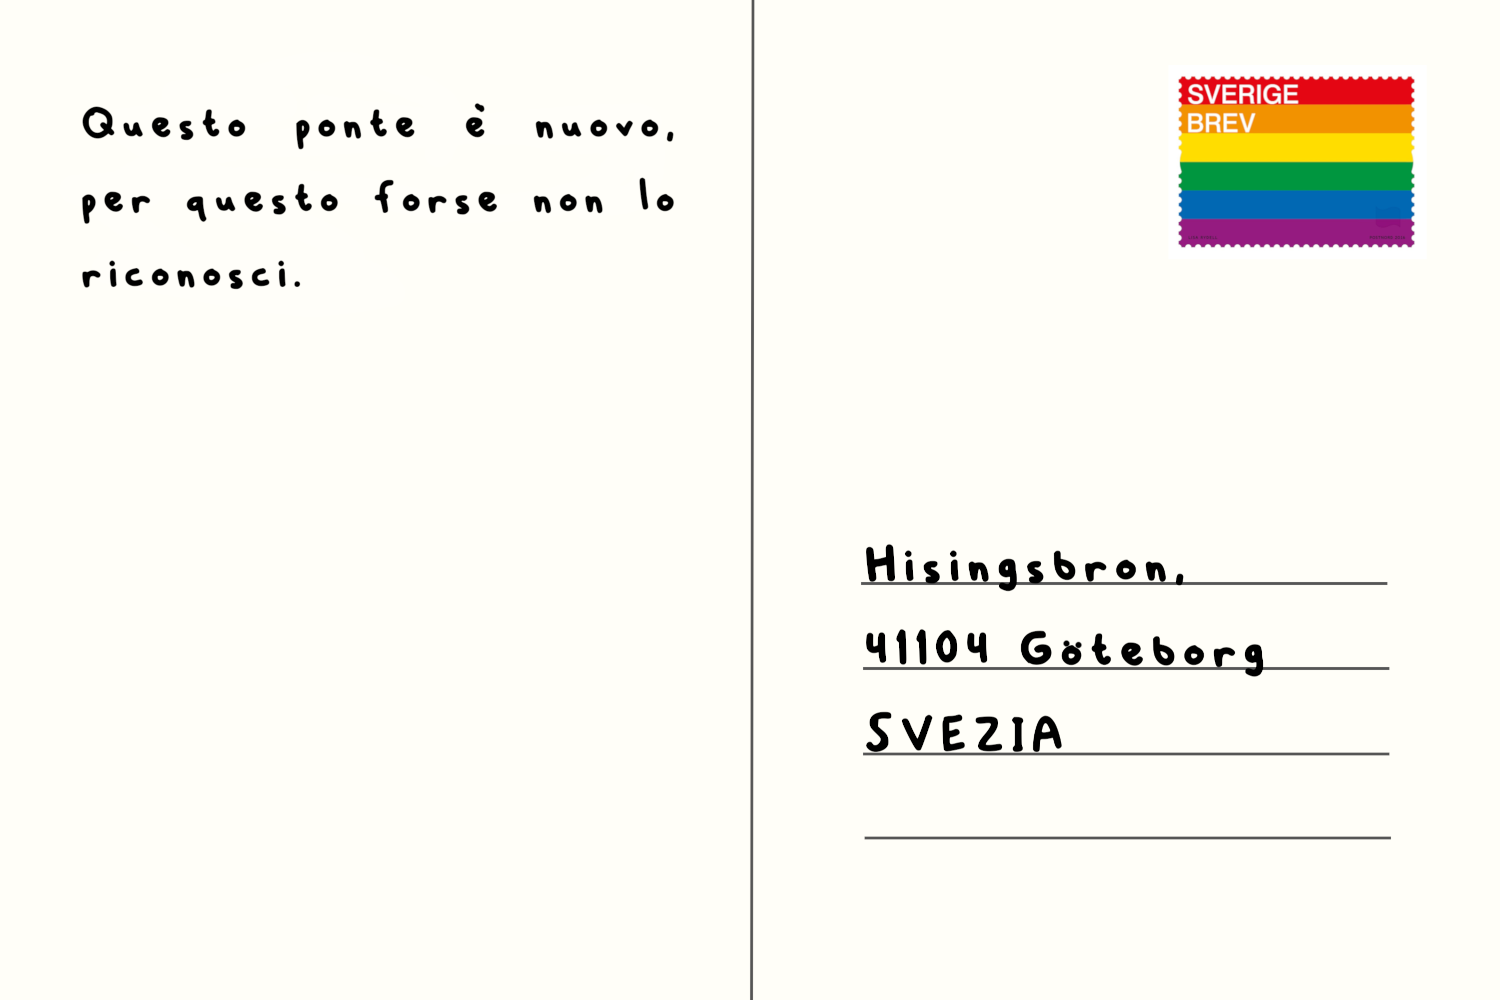 Questo ponte è nuovo,
per questo forse non lo
riconosci.
SVERIGE
BREV
Hisingsbron,
41104 Göteborg
SVEZIA